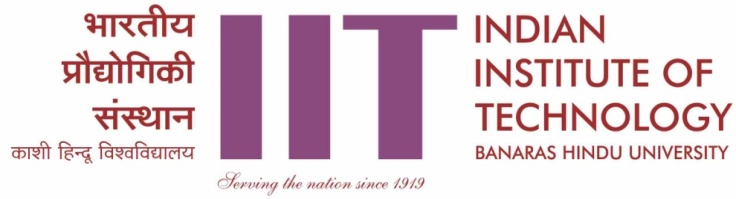 भारतीय
प्रौद्योगिकी
संस्थान
काशी हिन्दू विश्वविद्यालय
IIT
Serving the nation since 1919
INDIAN
INSTITUTE OF
TECHNOLOGY
BANARAS HINDU UNIVERSITY